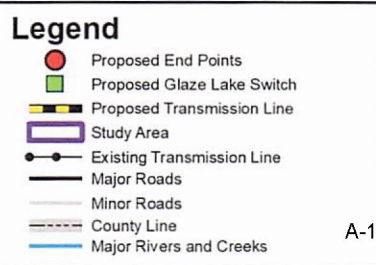 Legend
Proposed End Points
Proposed Glaze Lake Switch
Proposed Transmission Line
Study Area
Existing Transmission Line
Major Roads
Minor Roads
County Line
Major Rivers and Creeks
A-1